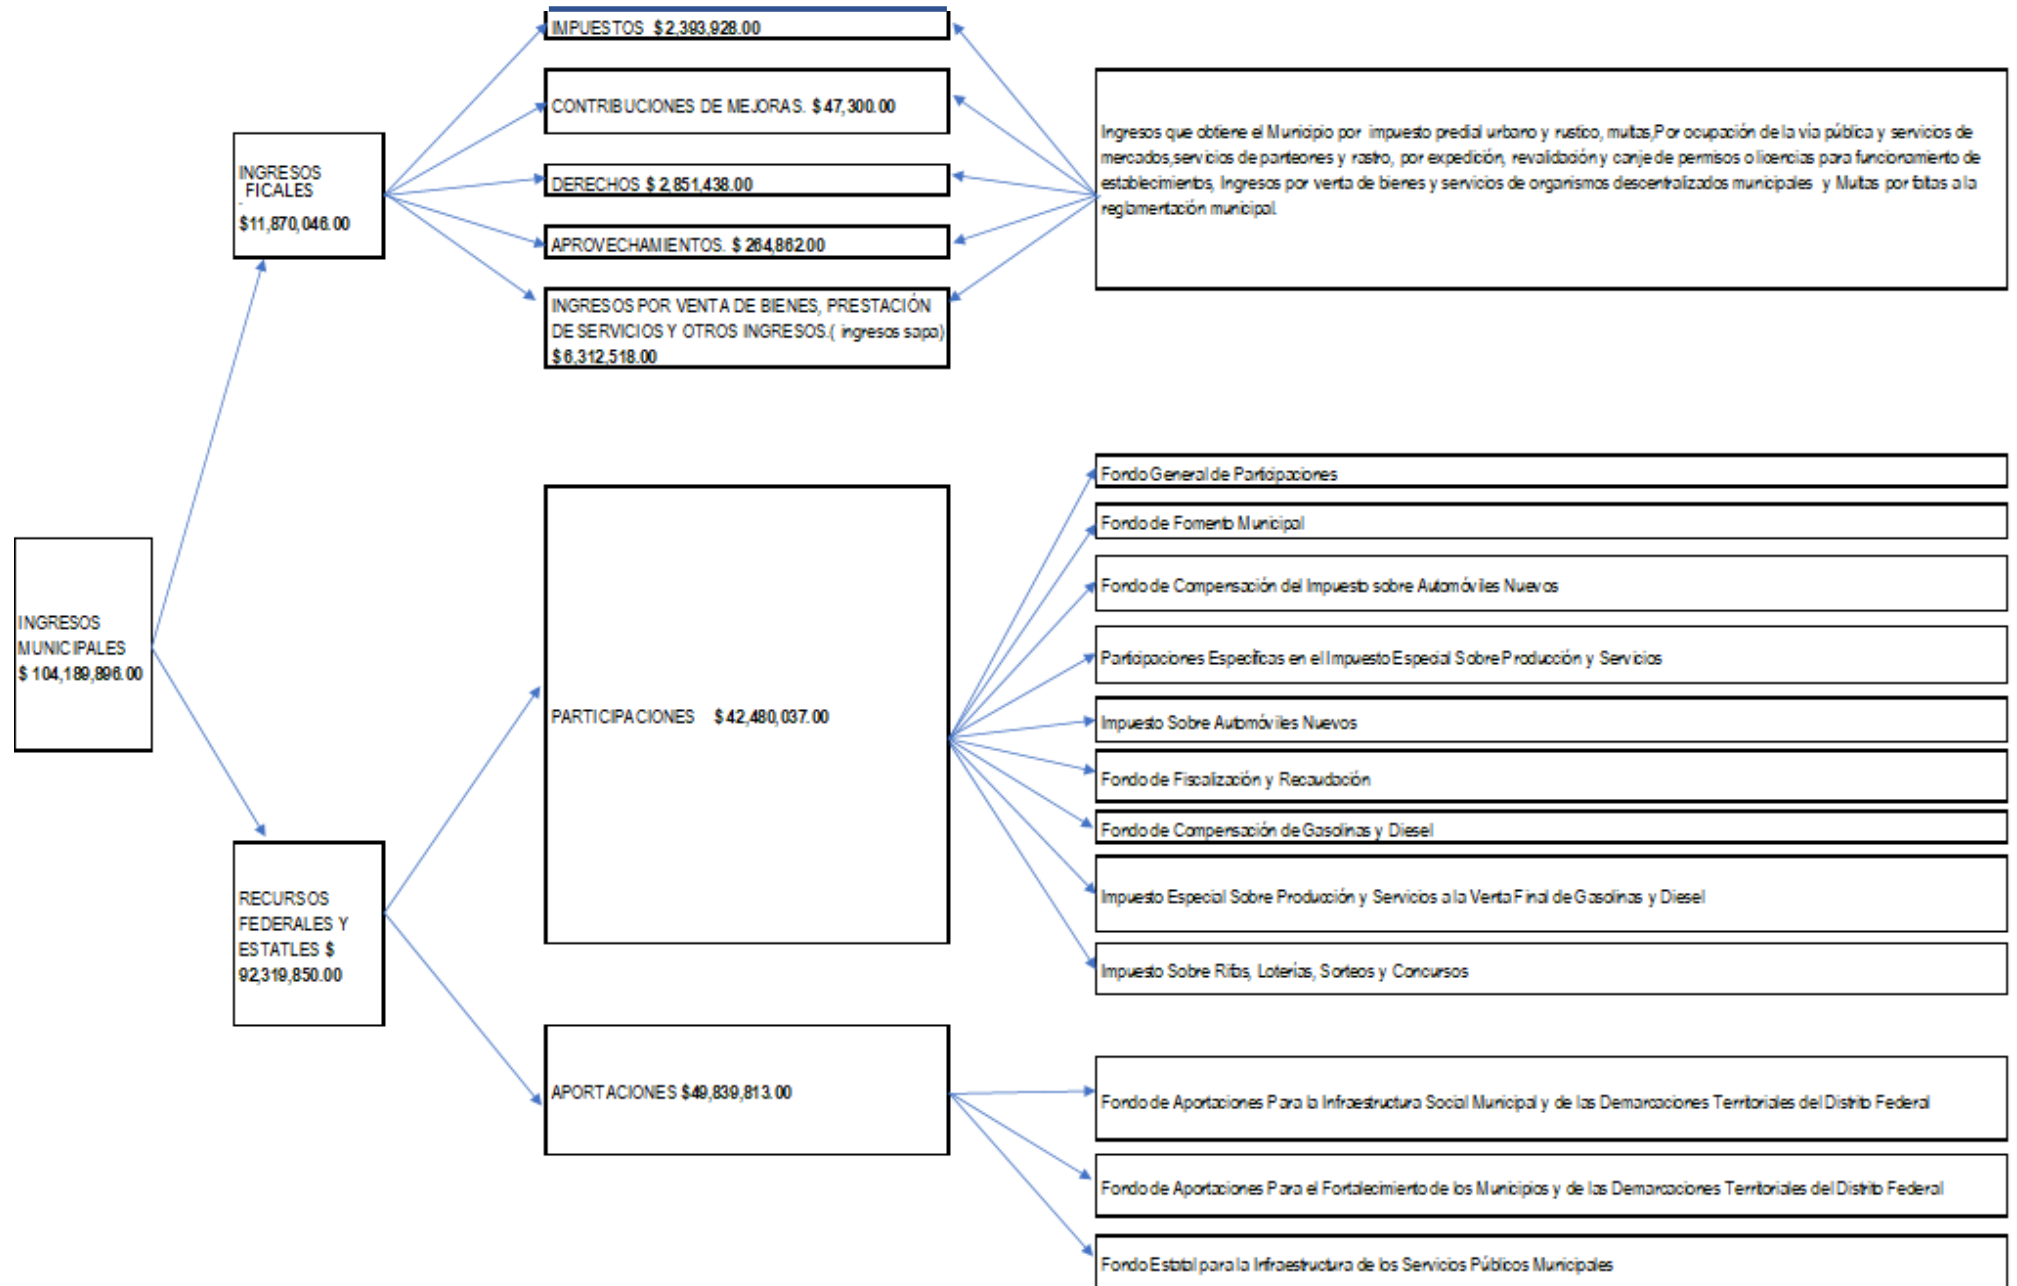 IMPUESTOS $ 2,393,928.00
CONTRIBUCIONES DE MEJORAS. $ 47,300.00
DERECHOS $ 2,851,438.00
APROVECHAMIENTOS. $ 264,862.00
INGRESOS POR VENTA DE BIENES, PRESTACIÓN
DE SERVICIOS Y OTROS INGRESOS.( ingresos sapa)
$ 6,312,518.00
INGRESOS
FICALES
$11,870,046.00
Ingresos que obtiene el Municipio por impuesto predial urbano y rustico, multas,Por ocupación de la vía pública y servicios de
mercados,servicios de panteones y rastro, por expedición, revalidación y canje de permisos o licencias para funcionamiento de
establecimientos, Ingresos por venta de bienes y servicios de organismos descentralizados municipales y Multas por faltas a la
reglamentación municipal.
INGRESOS
MUNICIPALES
$ 104,189,896.00
RECURSOS
FEDERALES Y
ESTATLES $
92,319,850.00
PARTICIPACIONES $ 42,480,037.00
APORTACIONES $49,839,813.00
Fondo General de Participaciones
Fondo de Fomento Municipal
Fondo de Compensación del Impuesto sobre Automóviles Nuevos
Participaciones Específicas en el Impuesto Especial Sobre Producción y Servicios
Impuesto Sobre Automóviles Nuevos
Fondo de Fiscalización y Recaudación
Fondo de Compensación de Gasolinas y Diesel
Impuesto Especial Sobre Producción y Servicios a la Venta Final de Gasolinas y Diesel
Impuesto Sobre Rifas, Loterías, Sorteos y Concursos
Fondo de Aportaciones Para la Infraestructura Social Municipal y de las Demarcaciones Territoriales del Distrito Federal
Fondo de Aportaciones Para el Fortalecimiento de los Municipios y de las Demarcaciones Territoriales del Distrito Federal
Fondo Estatal para la Infraestructura de los Servicios Públicos Municipales